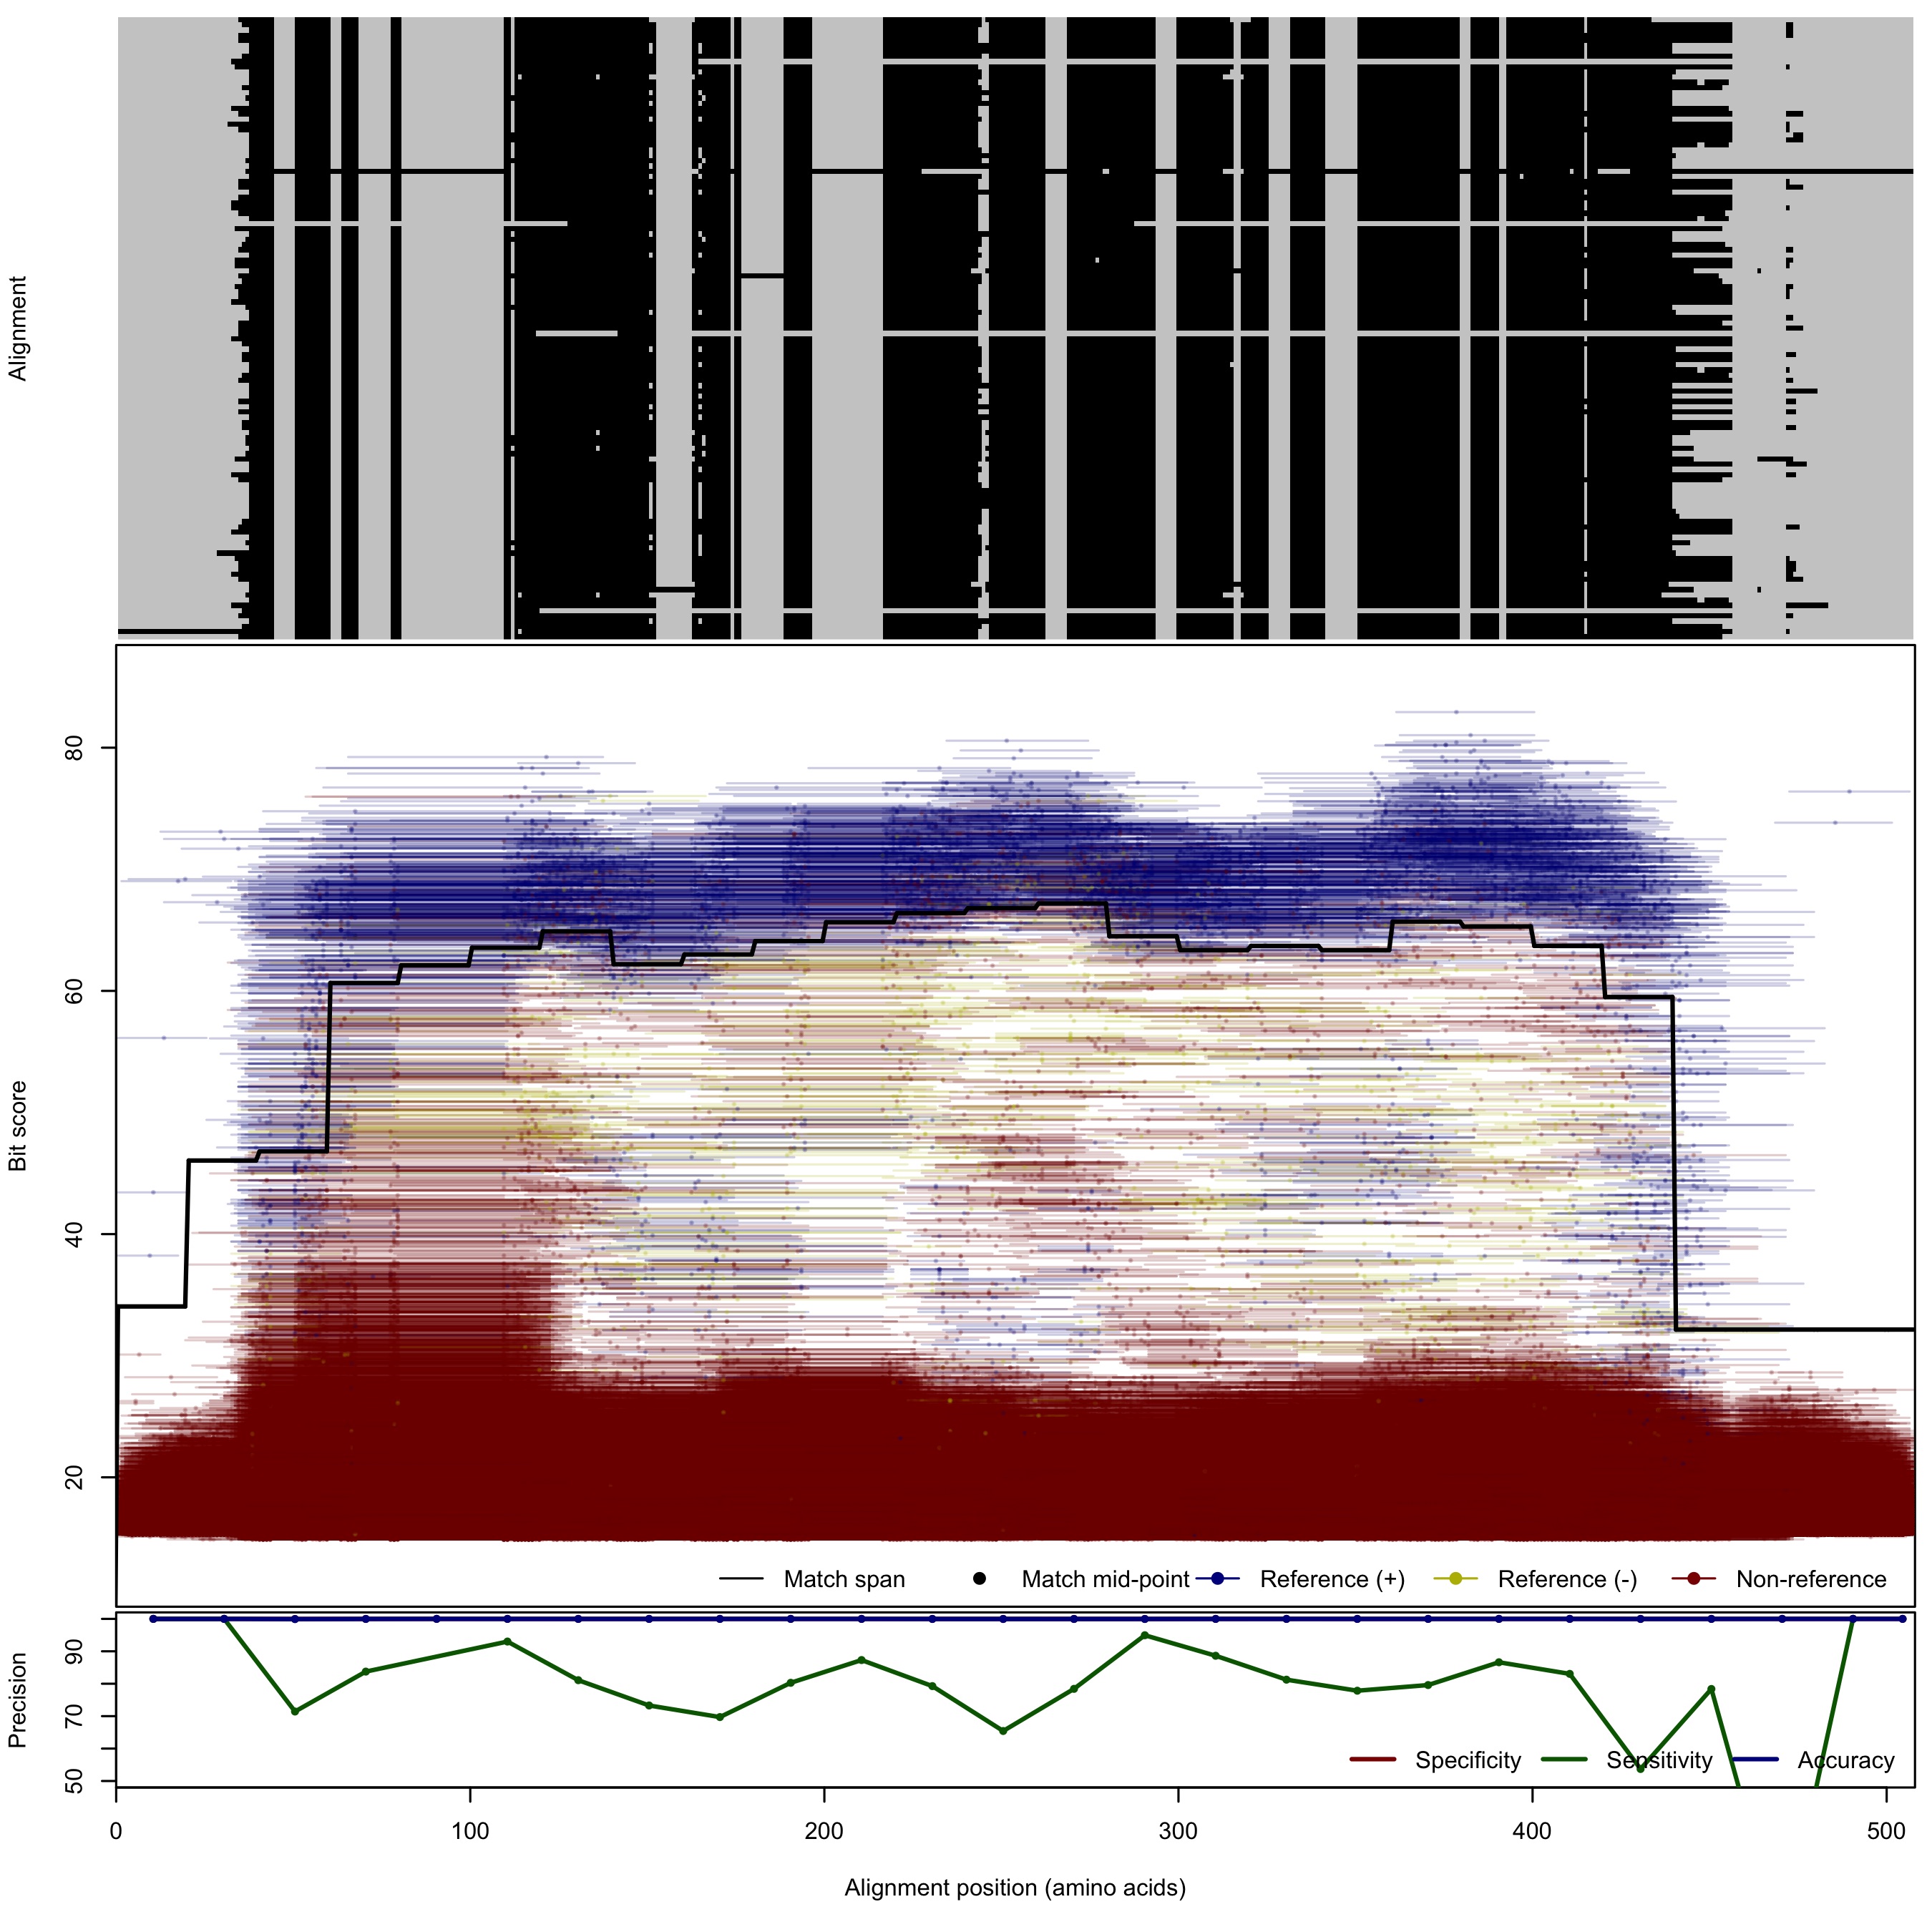 Alignment
Bit score
80
60
40
20
Match span Match mid-point Reference (+) Reference (-) Non-reference
Precision
90
70
50
Specificity Sensitivity Accuracy
0 100 200 300 400 500
Alignment position (amino acids)